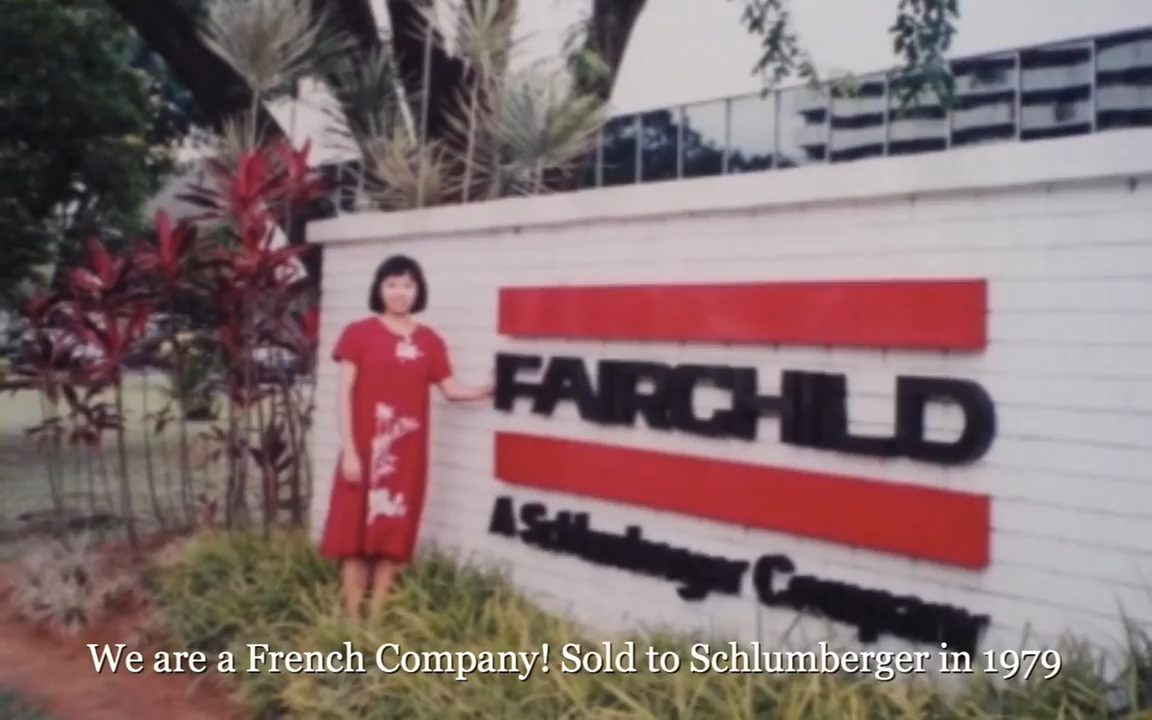 FAIRCHILD
A Schlumberger Company
We are a French Company! Sold to Schlumberger in 1979